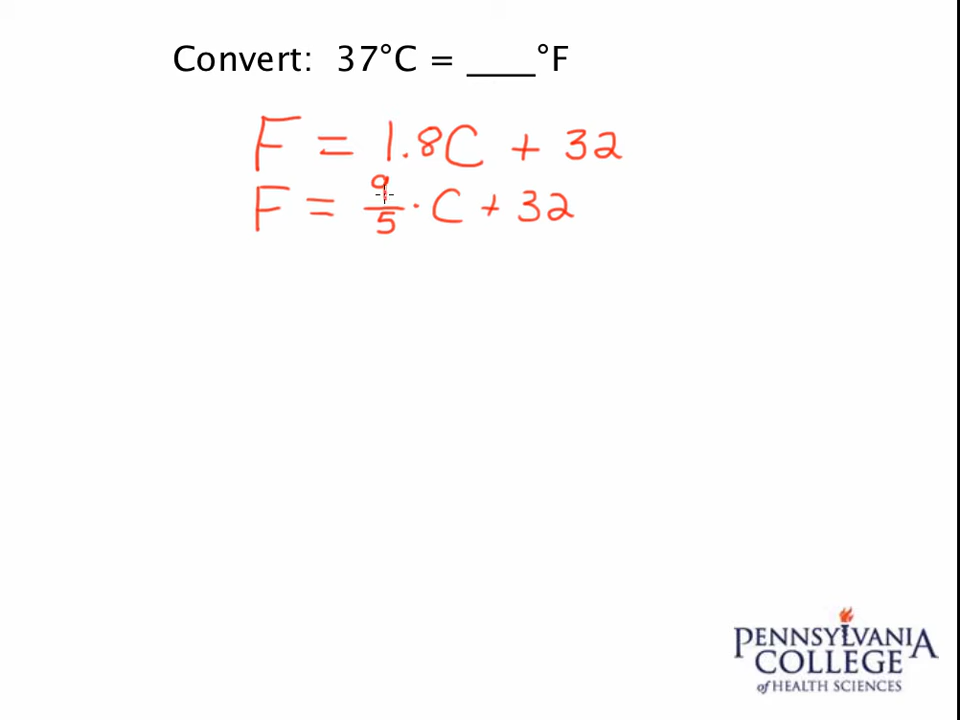 Convert: 37°C = ____°F
F = 1.8C + 32
F = 9/5 · C + 32
PENNSYLVANIA
COLLEGE
of HEALTH SCIENCES